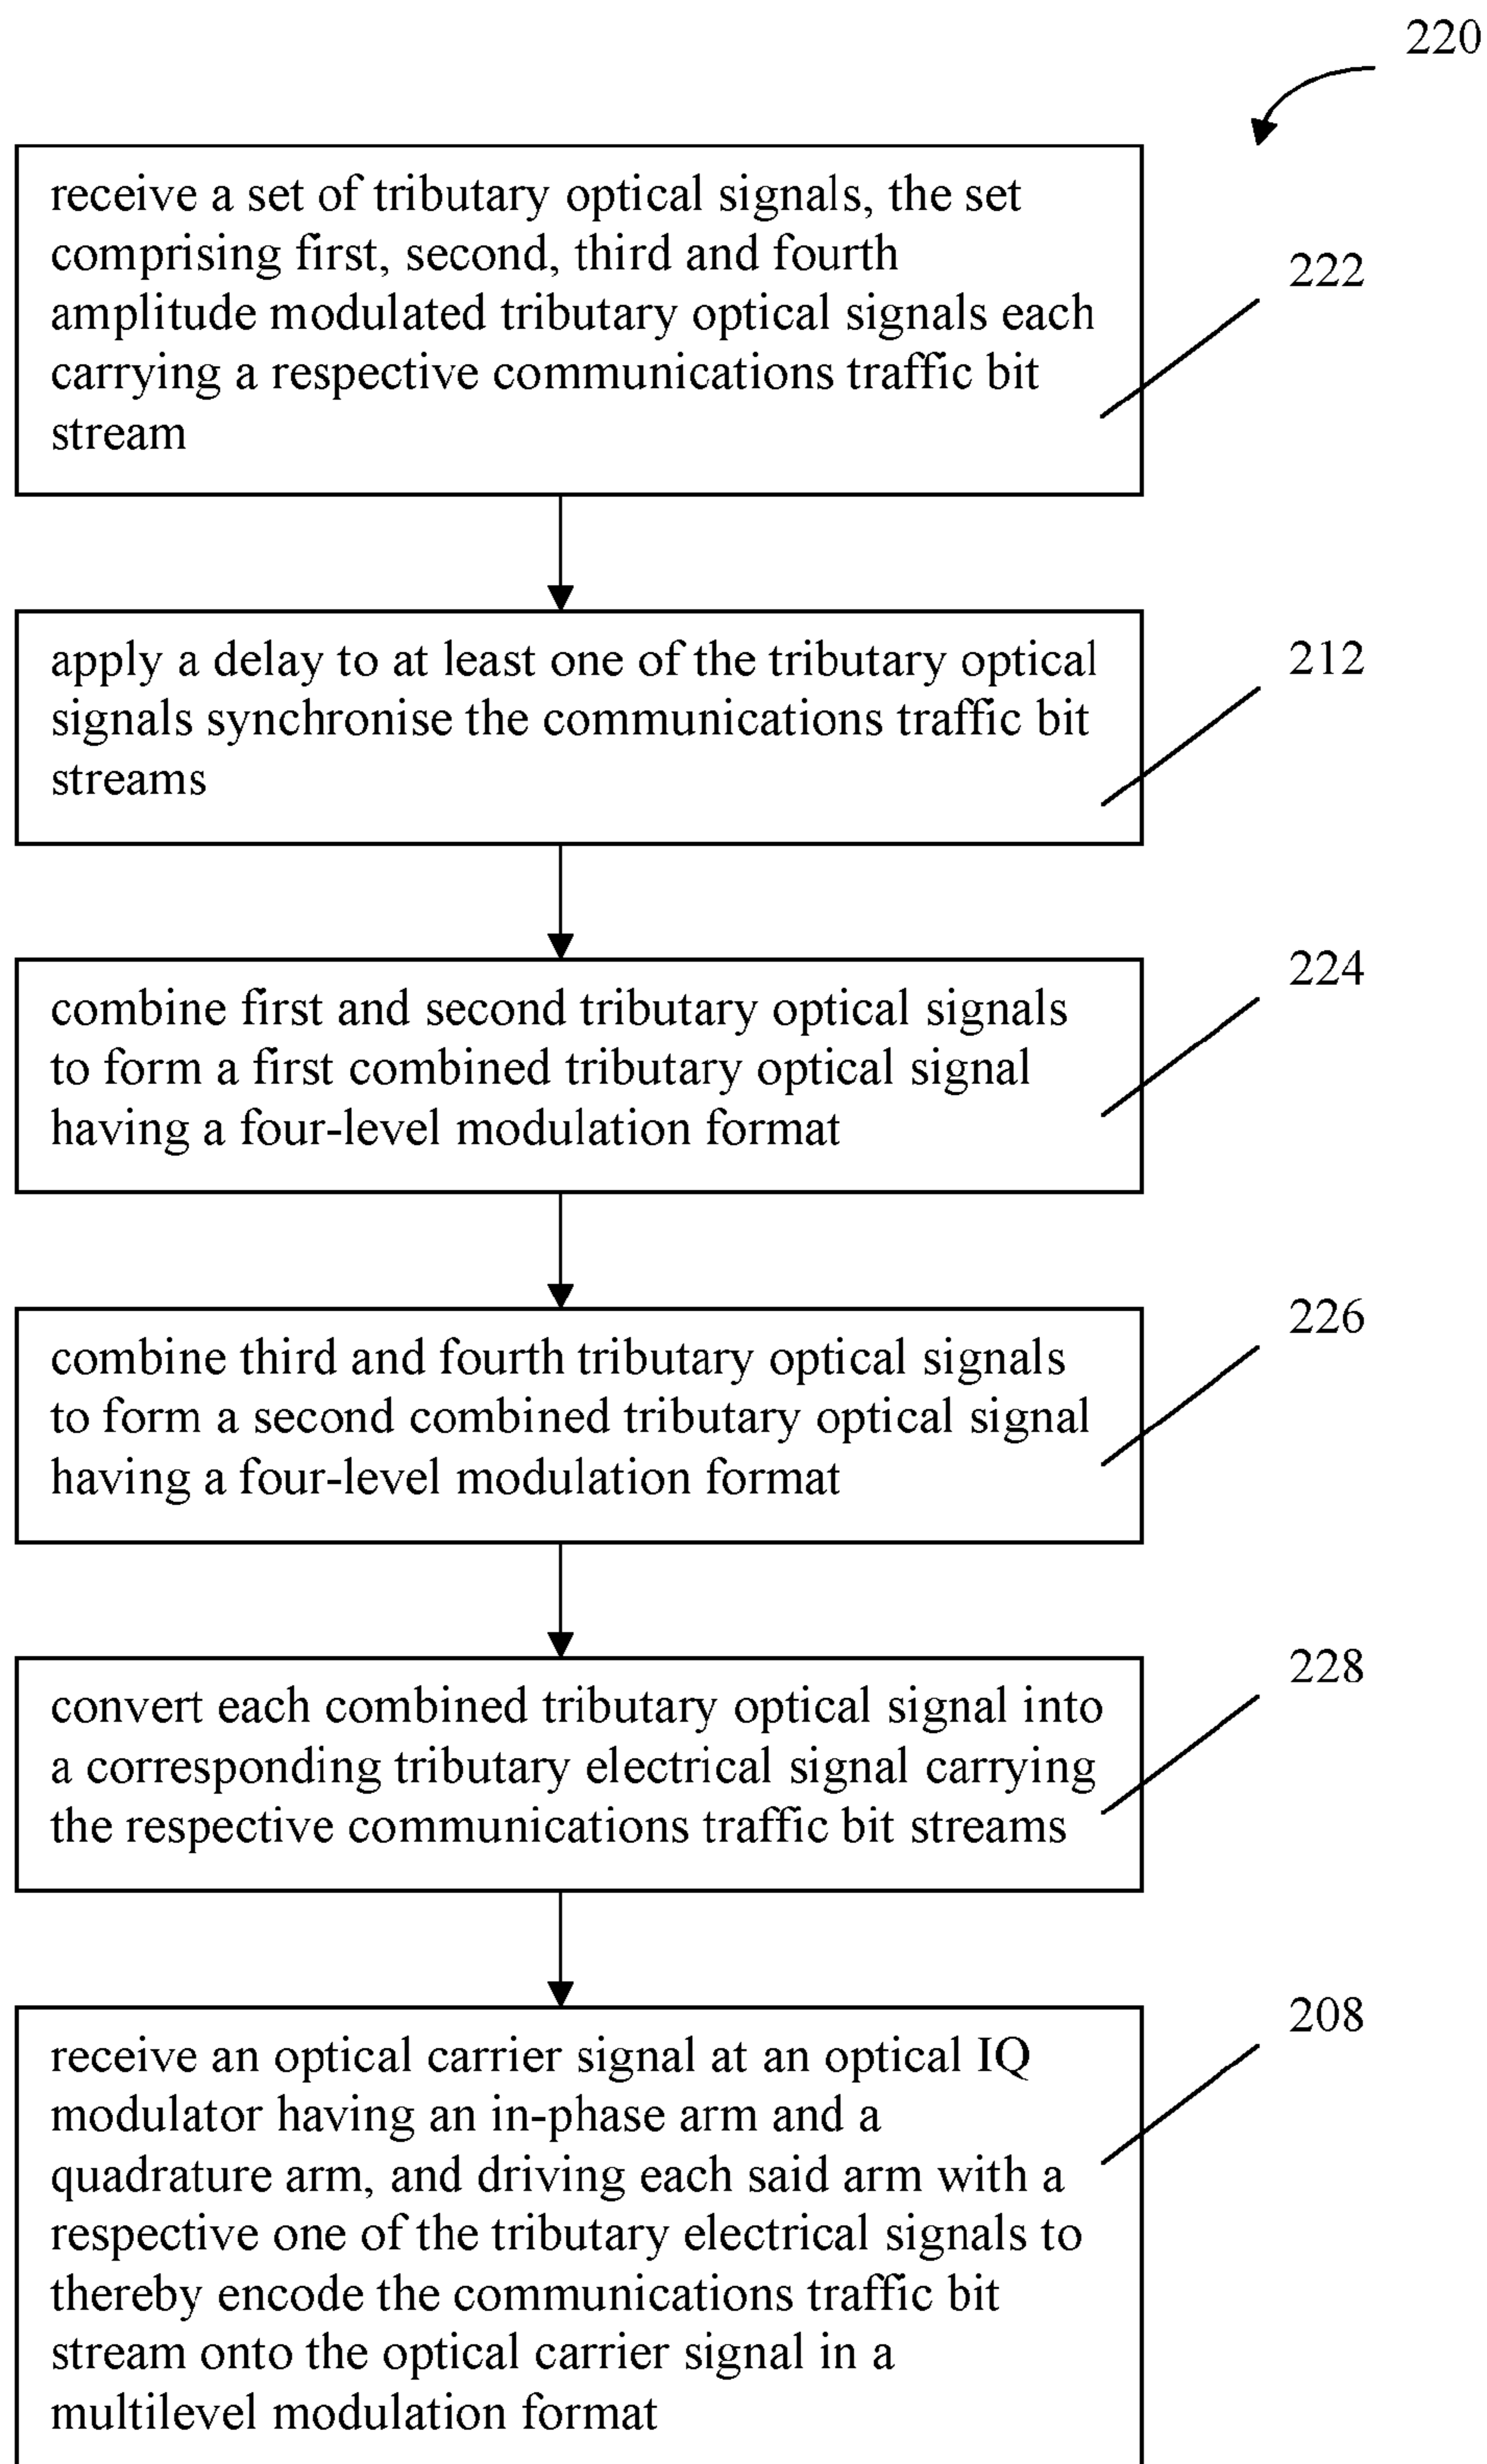 220
receive a set of tributary optical signals, the set
comprising first, second, third and fourth
amplitude modulated tributary optical signals each
carrying a respective communications traffic bit
stream
222
apply a delay to at least one of the tributary optical
signals synchronise the communications traffic bit
streams
212
combine first and second tributary optical signals
to form a first combined tributary optical signal
having a four-level modulation format
224
combine third and fourth tributary optical signals
to form a second combined tributary optical signal
having a four-level modulation format
226
convert each combined tributary optical signal into
a corresponding tributary electrical signal carrying
the respective communications traffic bit streams
228
receive an optical carrier signal at an optical IQ
modulator having an in-phase arm and a
quadrature arm, and driving each said arm with a
respective one of the tributary electrical signals to
thereby encode the communications traffic bit
stream onto the optical carrier signal in a
multilevel modulation format
208